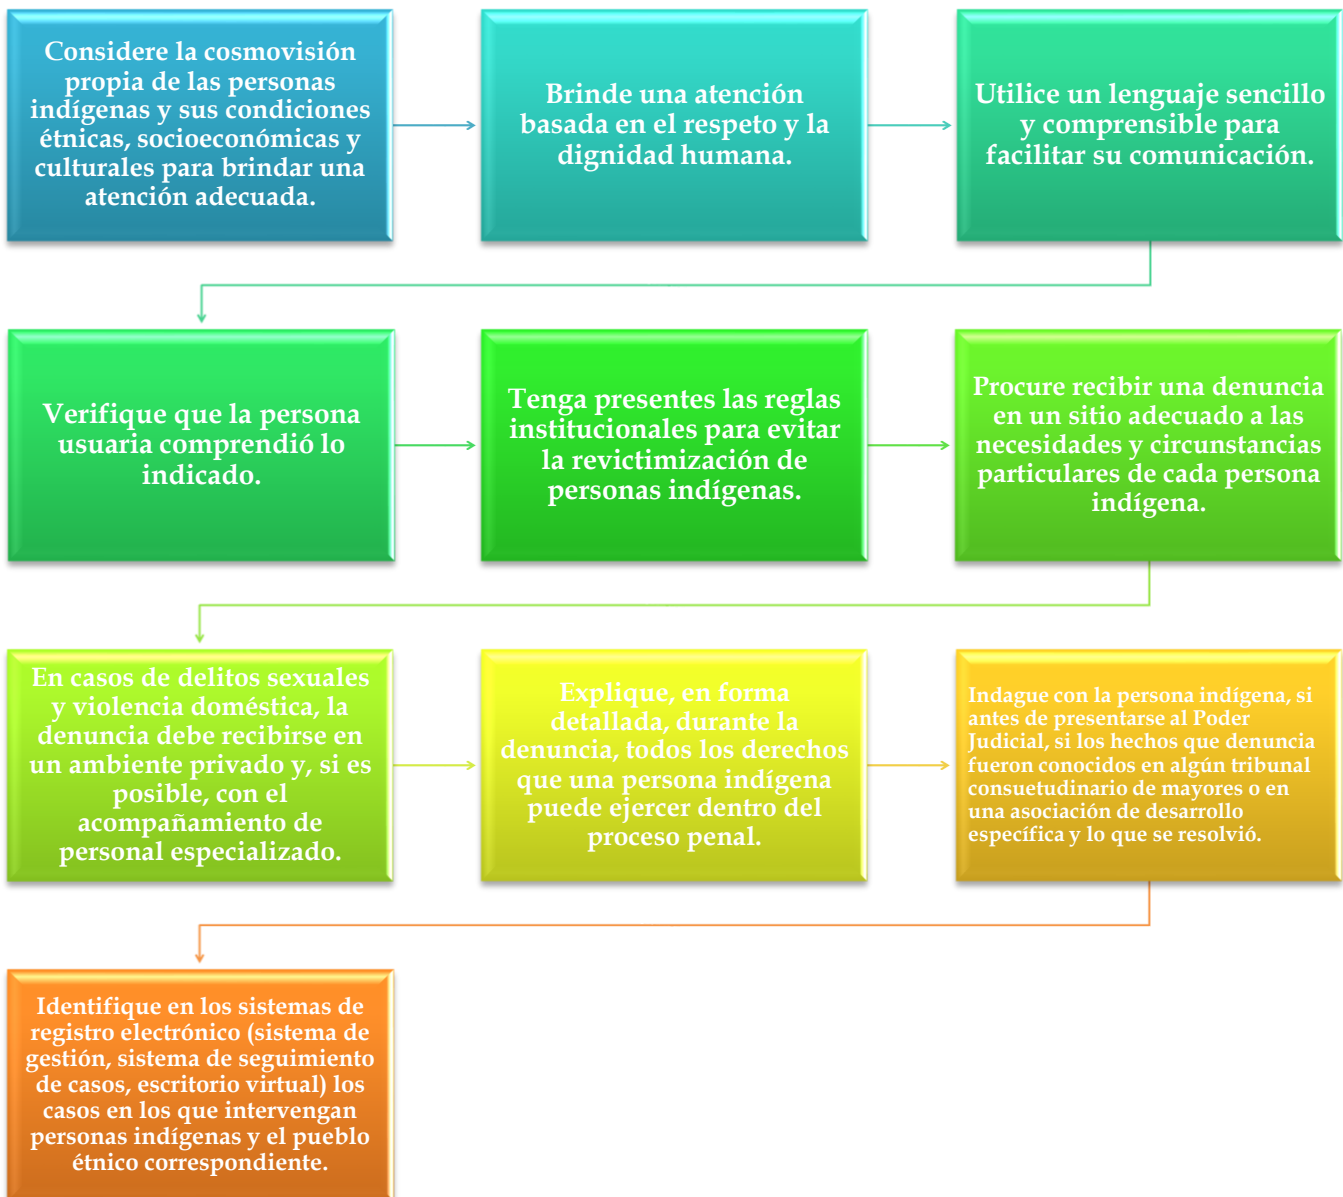 Considere la cosmovisión
propia de las personas
indígenas y sus condiciones
étnicas, socioeconómicas y
culturales para brindar una
atención adecuada.
Brinde una atención
basada en el respeto y la
dignidad humana.
Utilice un lenguaje sencillo
y comprensible para
facilitar su comunicación.
Verifique que la persona
usuaria comprendió lo
indicado.
Tenga presentes las reglas
institucionales para evitar
la revictimización de
personas indígenas.
Procure recibir una denuncia
en un sitio adecuado a las
necesidades y circunstancias
particulares de cada persona
indígena.
En casos de delitos sexuales
y violencia doméstica, la
denuncia debe recibirse en
un ambiente privado y, si es
posible, con el
acompañamiento de
personal especializado.
Explique, en forma
detallada, durante la
denuncia, todos los derechos
que una persona indígena
puede ejercer dentro del
proceso penal.
Indague con la persona indígena, si
antes de presentarse al Poder
Judicial, si los hechos que denuncia
fueron conocidos en algún tribunal
consuetudinario de mayores o en
una asociación de desarrollo
específica y lo que se resolvió.
Identifique en los sistemas de
registro electrónico (sistema de
gestión, sistema de seguimiento
de casos, escritorio virtual) los
casos en los que intervengan
personas indígenas y el pueblo
étnico correspondiente.